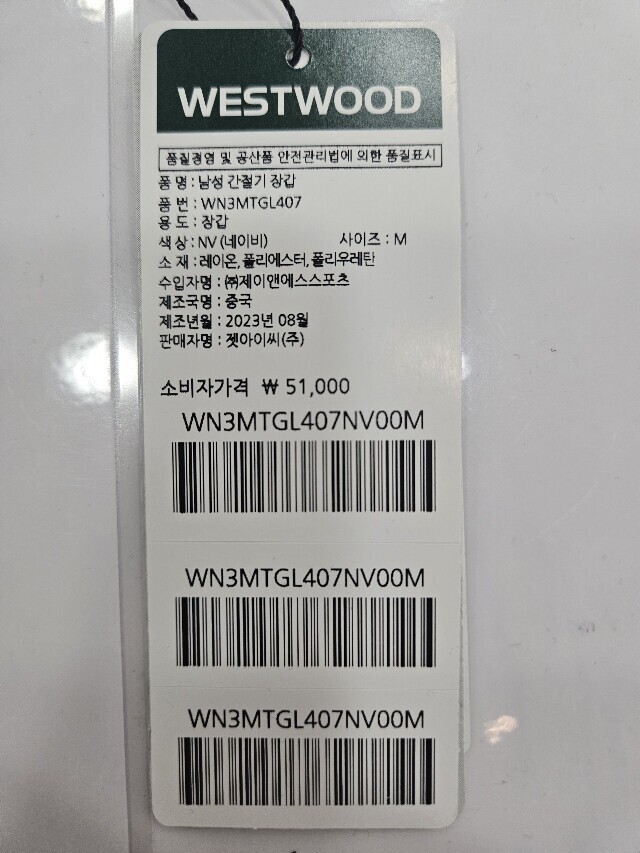 WESTWOOD
품질경영 및 공산품 안전관리법에 의한 품질표시
품 명 : 남성 간절기 장갑
품 번 : WN3MTGL407
용 도 : 장갑
색 상 : NV (네이비) 사이즈 : M
소 재 : 레이온, 폴리에스터, 폴리우레탄
수입자명 : ㈜제이앤에스스포츠
제조국명 : 중국
제조년월 : 2023년 08월
판매자명 : 젯아이씨(주)
소비자가격 ₩ 51,000
WN3MTGL407NV00M
WN3MTGL407NV00M
WN3MTGL407NV00M